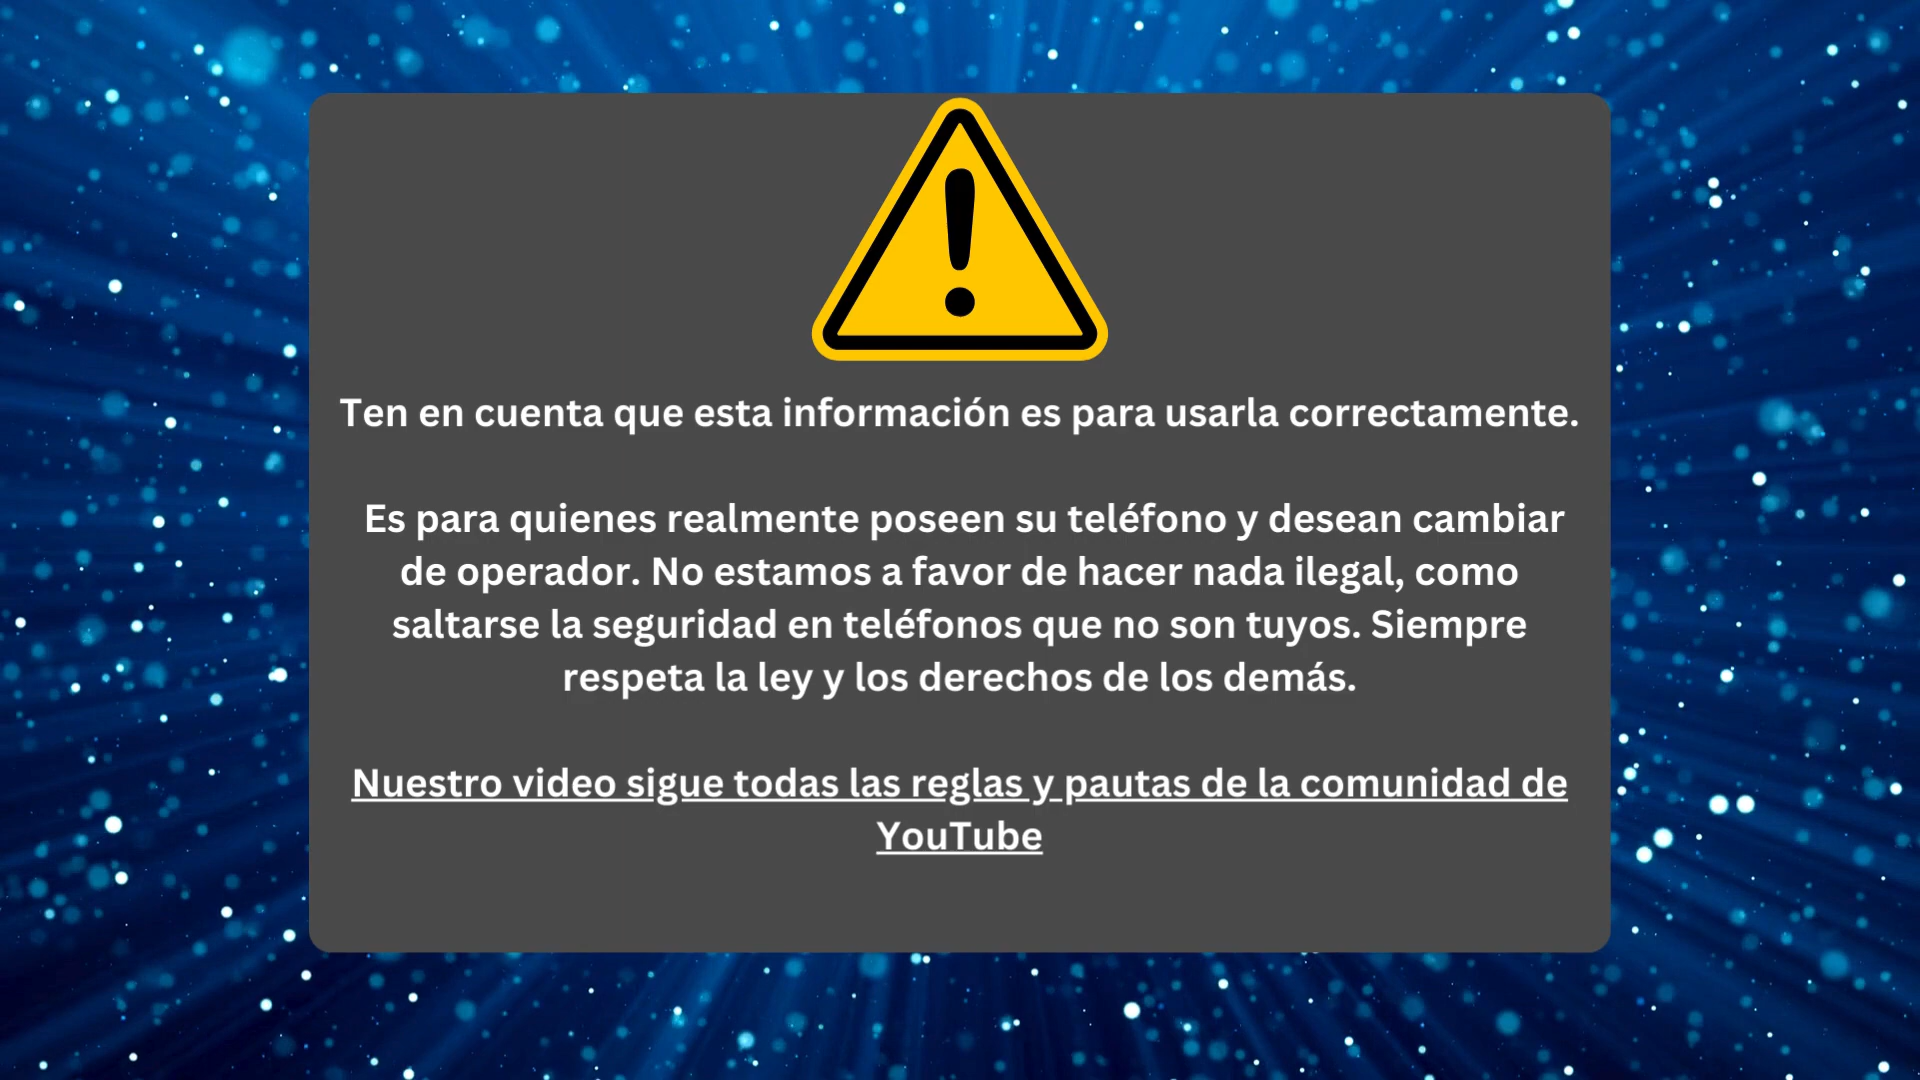 Ten en cuenta que esta información es para usarla correctamente.
Es para quienes realmente poseen su teléfono y desean cambiar
de operador. No estamos a favor de hacer nada ilegal, como
saltarse la seguridad en teléfonos que no son tuyos. Siempre
respeta la ley y los derechos de los demás.
Nuestro video sigue todas las reglas y pautas de la comunidad de
YouTube